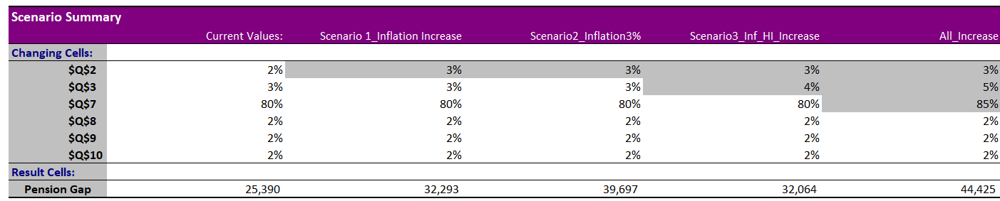 Scenario Summary
Current Values: Scenario 1_Inflation Increase Scenario2_Inflation3% Scenario3_Inf_HI_Increase All_Increase
Changing Cells:
$Q$2 2% 3% 3% 3% 3%
$Q$3 3% 3% 3% 4% 5%
$Q$7 80% 80% 80% 80% 85%
$Q$8 2% 2% 2% 2% 2%
$Q$9 2% 2% 2% 2% 2%
$Q$10 2% 2% 2% 2% 2%
Result Cells:
Pension Gap 25,390 32,293 39,697 32,064 44,425